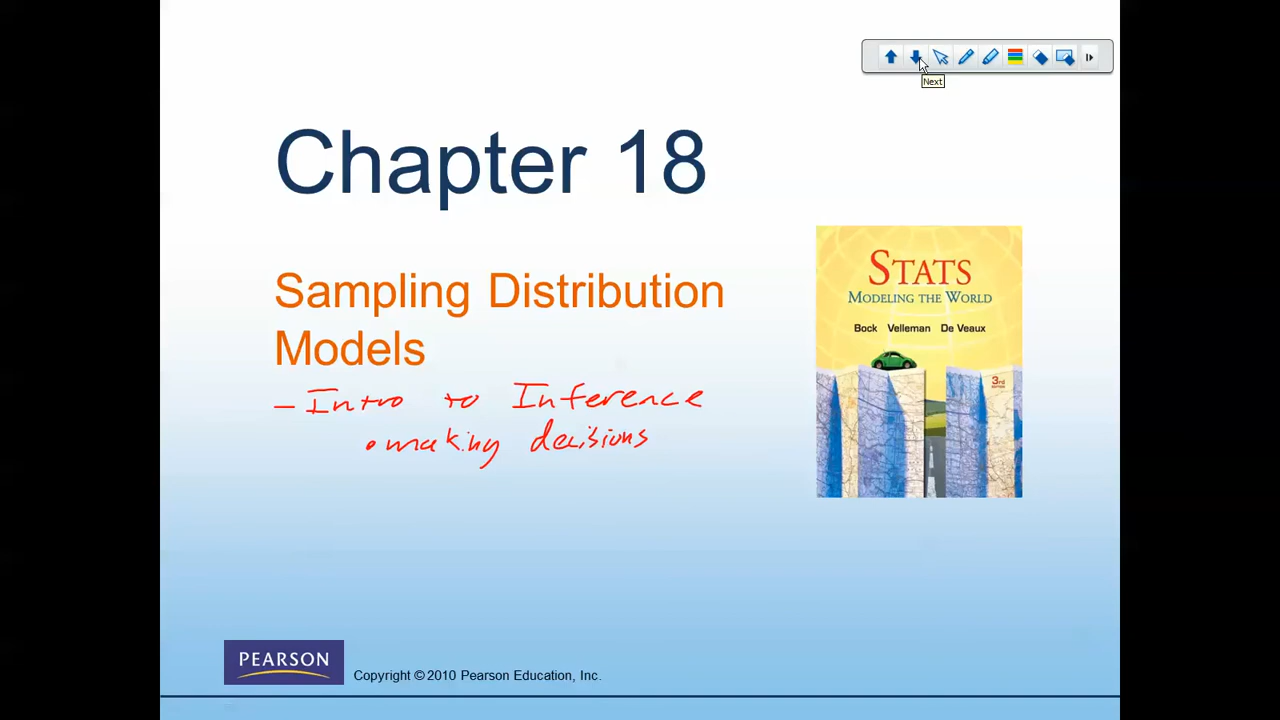 Next
Chapter 18
Sampling Distribution
Models
– Intro to Inference
• making decisions
STATS
MODELING THE WORLD
Bock Velleman De Veaux
3rd
EDITION
PEARSON
Copyright © 2010 Pearson Education, Inc.